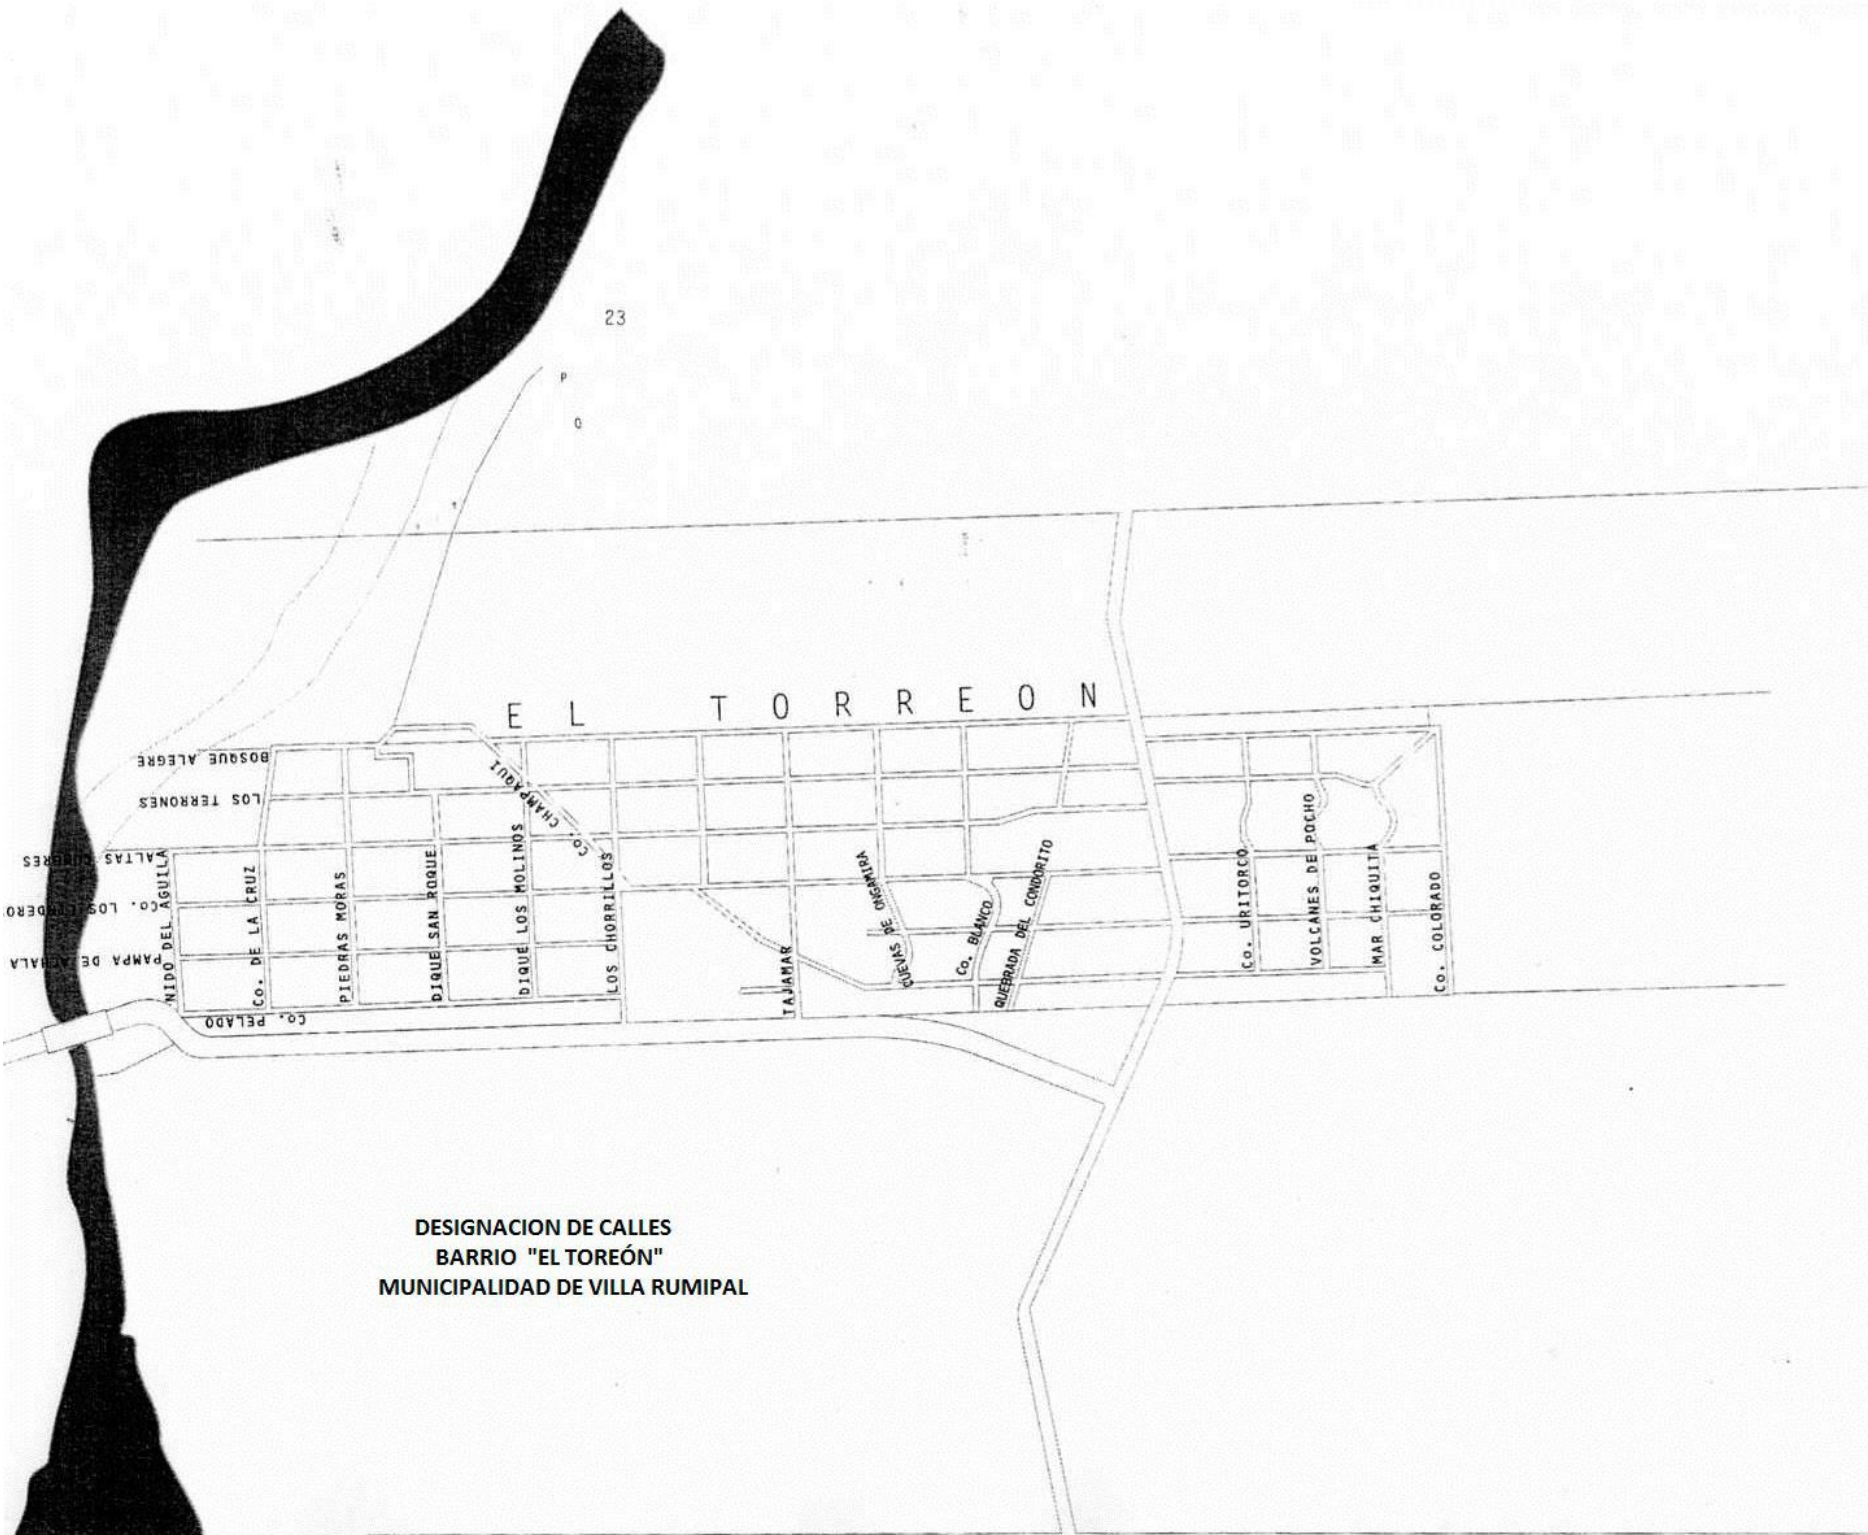 23
P
O
EL TORREON
BOSQUE ALEGRE
LOS TERRONES
ALTAS CUMBRES
Co. LOS LINDEROS
PAMPA DE ACHALA
Co. PELADO
NIDO DEL AGUILA
Co. DE LA CRUZ
PIEDRAS MORAS
DIQUE SAN ROQUE
DIQUE LOS MOLINOS
Co. CHAMPAQUI
LOS CHORRILLOS
TAJAMAR
CUEVAS DE ONGAMIRA
Co. BLANCO
QUEBRADA DEL CONDORITO
Co. URITORCO
VOLCANES DE POCHO
MAR CHIQUITA
Co. COLORADO
DESIGNACION DE CALLES
BARRIO "EL TOREÓN"
MUNICIPALIDAD DE VILLA RUMIPAL